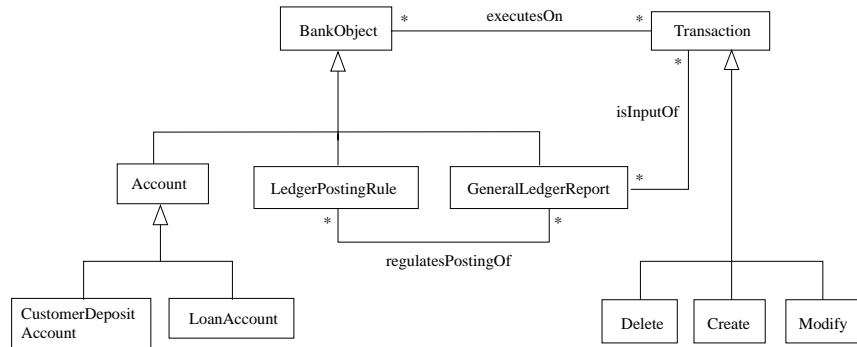 executesOn
BankObject * * Transaction
*
isInputOf
Account LedgerPostingRule GeneralLedgerReport *
* *
regulatesPostingOf
CustomerDeposit
Account
LoanAccount
Delete Create Modify